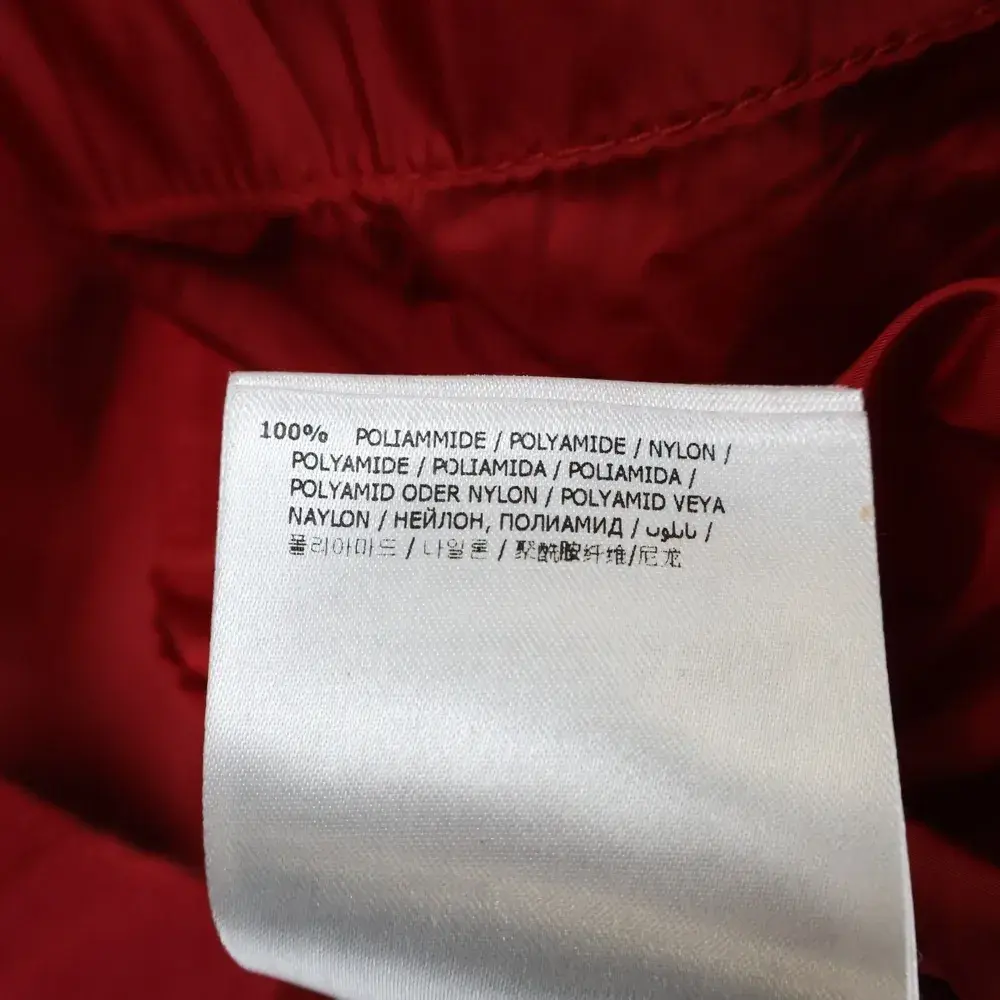 100% POLIAMMIDE / POLYAMIDE / NYLON /
POLYAMIDE / POLIAMIDA / POLIAMIDA /
POLYAMID ODER NYLON / POLYAMID VEYA
NAYLON / НЕЙЛОН, ПОЛИАМИД / نايلون /
폴리아마드 / 나일론 / 聚酰胺纤维/尼龙